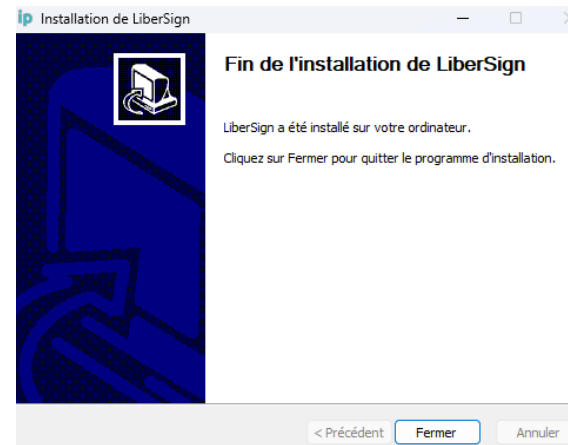 ip Installation de LiberSign
Fin de l'installation de LiberSign
LiberSign a été installé sur votre ordinateur.
Cliquez sur Fermer pour quitter le programme d'installation.
< Précédent Fermer Annuler